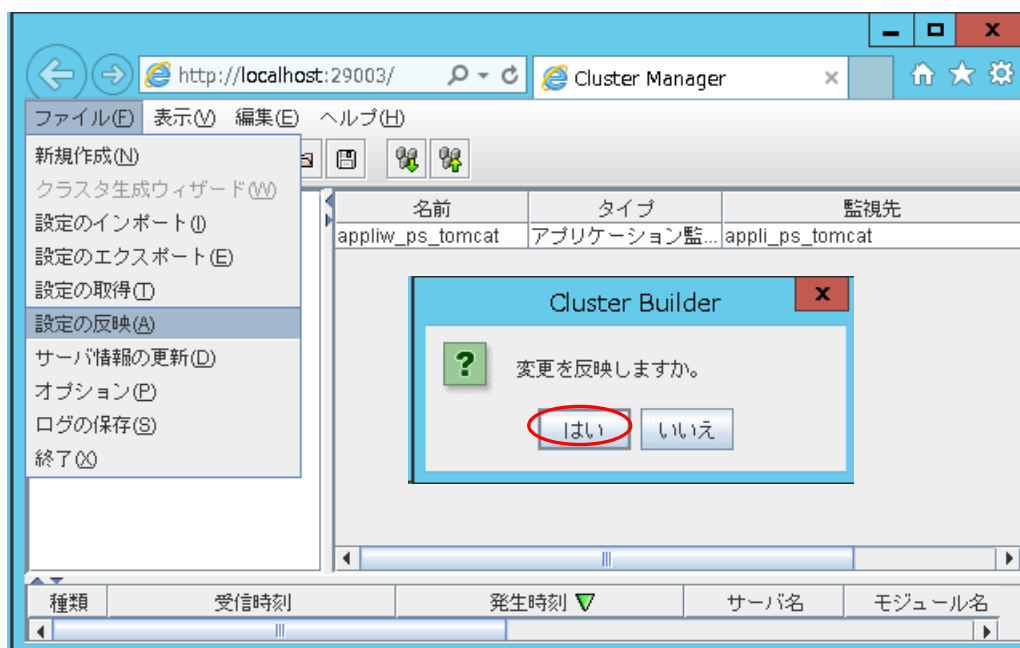 http://localhost:29003/
Cluster Manager
ファイル(F) 表示(V) 編集(E) ヘルプ(H)
新規作成(N)
クラスタ生成ウィザード(W)
設定のインポート(I)
設定のエクスポート(E)
設定の取得(T)
設定の反映(A)
サーバ情報の更新(D)
オプション(P)
ログの保存(S)
終了(X)
名前 タイプ 監視先
appliw_ps_tomcat アプリケーション監... appli_ps_tomcat
Cluster Builder
変更を反映しますか。
はい いいえ
種類 受信時刻 発生時刻 サーバ名 モジュール名